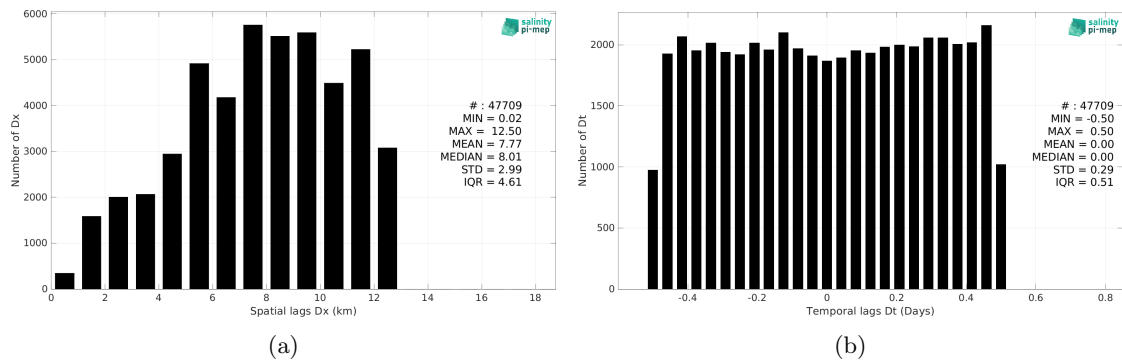 6000
5000
4000
3000
2000
1000
0
Number of Dx
0 2 4 6 8 10 12 14 16 18
Spatial lags Dx (km)
salinity
pi-mep
# : 47709
MIN = 0.02
MAX = 12.50
MEAN = 7.77
MEDIAN = 8.01
STD = 2.99
IQR = 4.61
(a)
2000
1500
1000
500
0
Number of Dt
-0.4 -0.2 0 0.2 0.4 0.6 0.8
Temporal lags Dt (Days)
salinity
pi-mep
# : 47709
MIN = -0.50
MAX = 0.50
MEAN = 0.00
MEDIAN = 0.00
STD = 0.29
IQR = 0.51
(b)